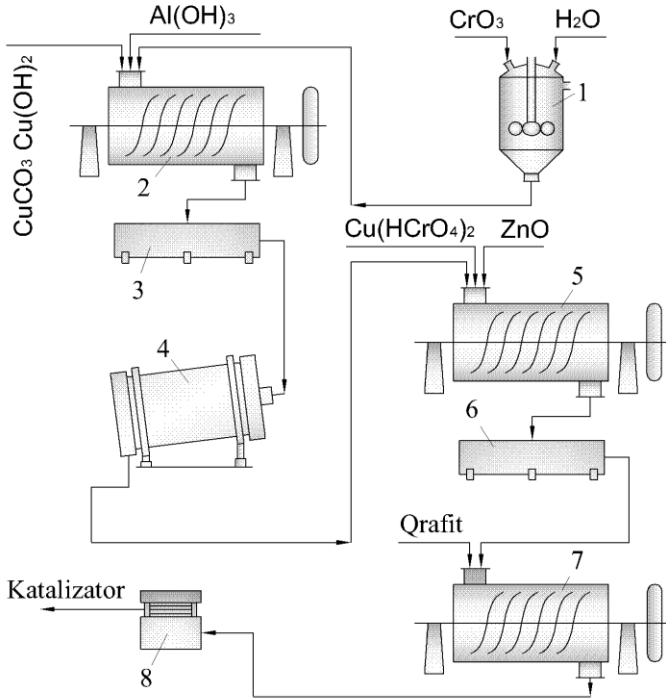 Al(OH)₃
CrO₃
H₂O
CuCO₃ Cu(OH)₂
1
2
3
Cu(HCrO₄)₂
ZnO
5
4
6
Qrafit
7
Katalizator
8